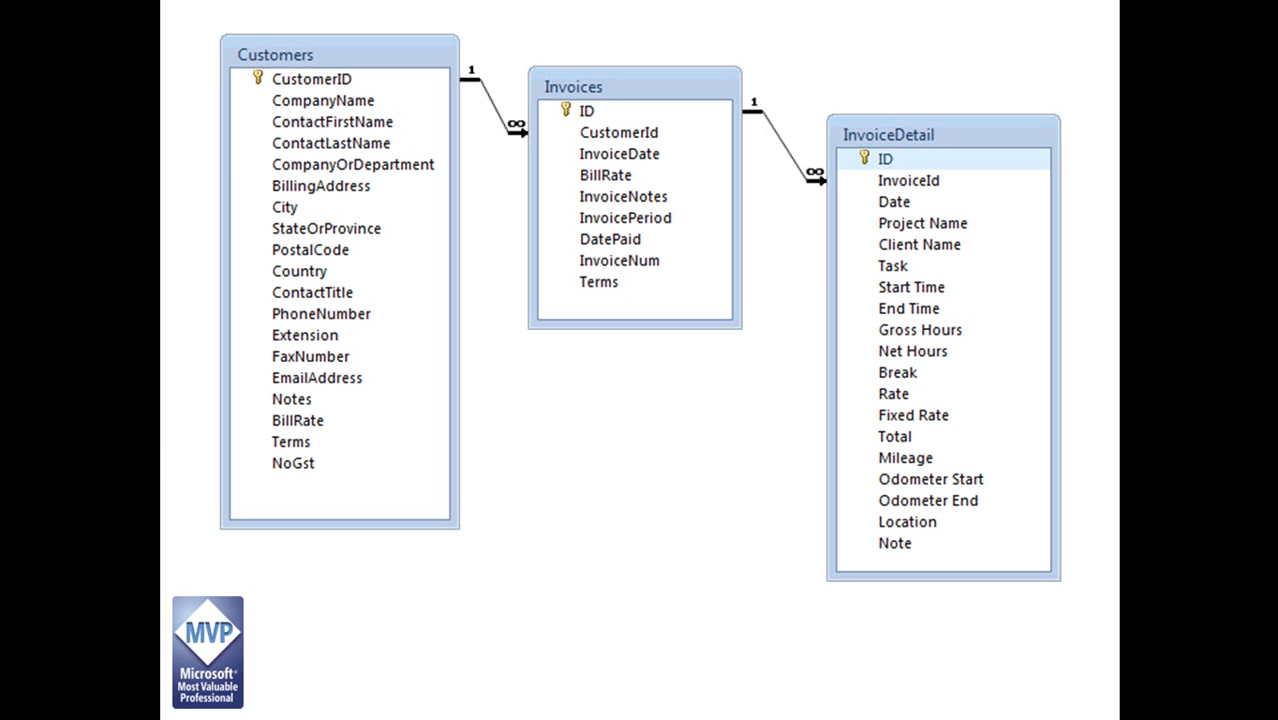 Customers
CustomerID
CompanyName
ContactFirstName
ContactLastName
CompanyOrDepartment
BillingAddress
City
StateOrProvince
PostalCode
Country
ContactTitle
PhoneNumber
Extension
FaxNumber
EmailAddress
Notes
BillRate
Terms
NoGst
1
∞
Invoices
ID
CustomerId
InvoiceDate
BillRate
InvoiceNotes
InvoicePeriod
DatePaid
InvoiceNum
Terms
1
∞
InvoiceDetail
ID
InvoiceId
Date
Project Name
Client Name
Task
Start Time
End Time
Gross Hours
Net Hours
Break
Rate
Fixed Rate
Total
Mileage
Odometer Start
Odometer End
Location
Note
MVP
Microsoft®
Most Valuable
Professional